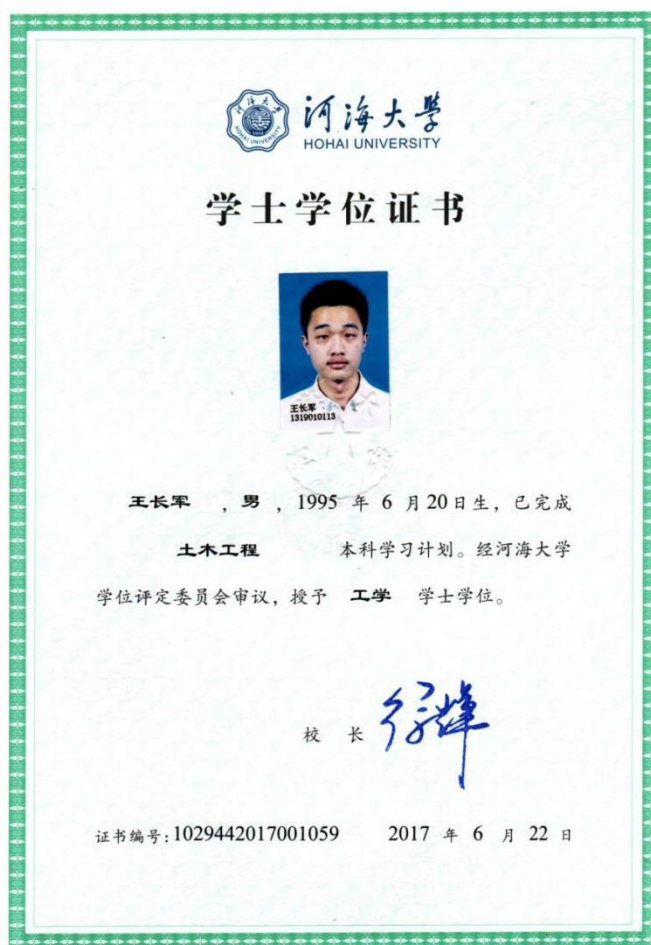 河海大學
HOHAI UNIVERSITY
学士学位证书
王长军
1319010113
王长军 ,男,1995 年 6 月20日生,已完成
土木工程 本科学习计划。经河海大学
学位评定委员会审议,授予 工学 学士学位。
校 长
证书编号:1029442017001059 2017 年 6 月 22 日